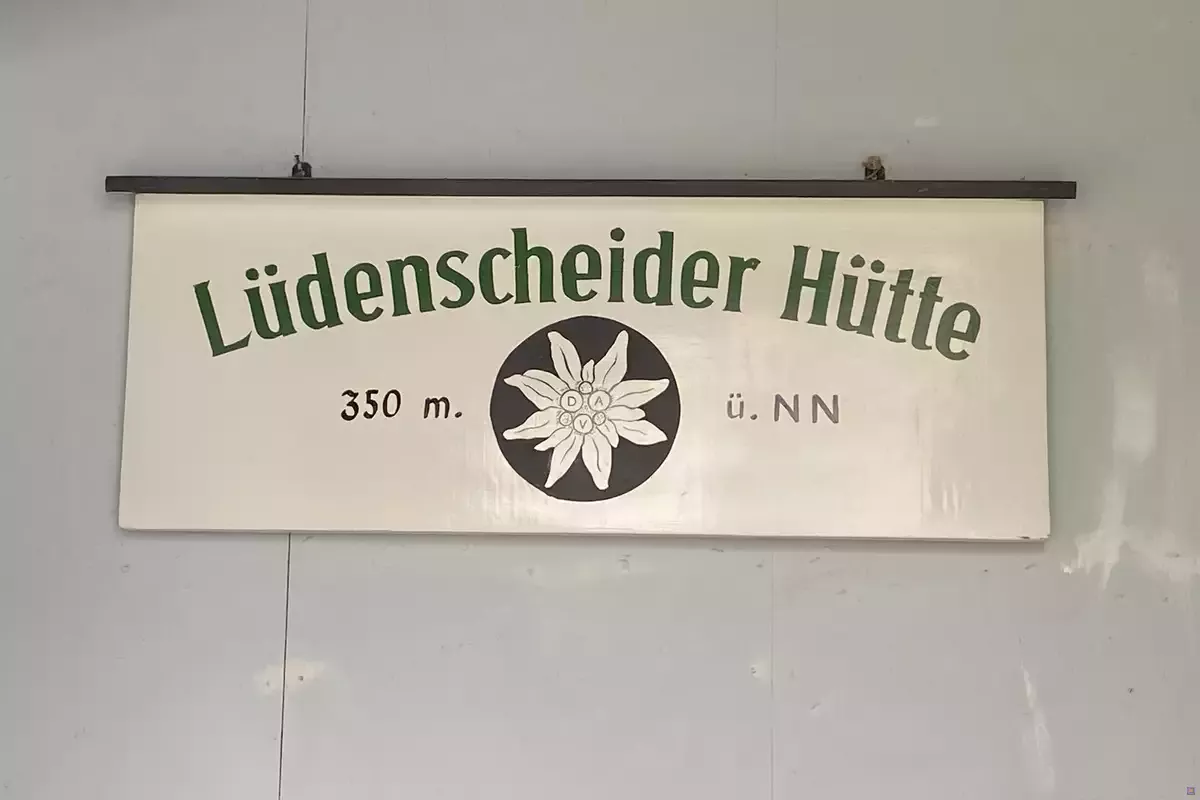 Lüdenscheider Hütte
350 m. ü. NN
D A
V